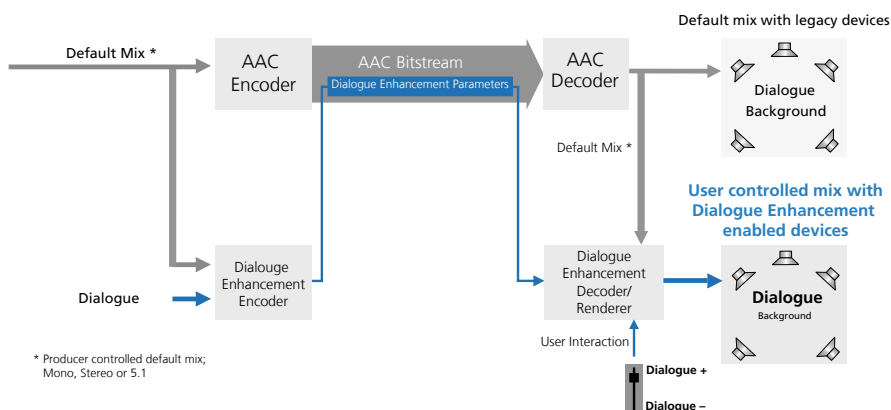 Default mix with legacy devices
Default Mix *
AAC
Encoder
AAC Bitstream
Dialogue Enhancement Parameters
AAC
Decoder
Dialogue
Background
Default Mix *
User controlled mix with
Dialogue Enhancement
enabled devices
Dialouge
Enhancement
Encoder
Dialogue
Dialogue
Enhancement
Decoder/
Renderer
Dialogue
Background
User Interaction
* Producer controlled default mix;
Mono, Stereo or 5.1
Dialogue +
Dialogue –